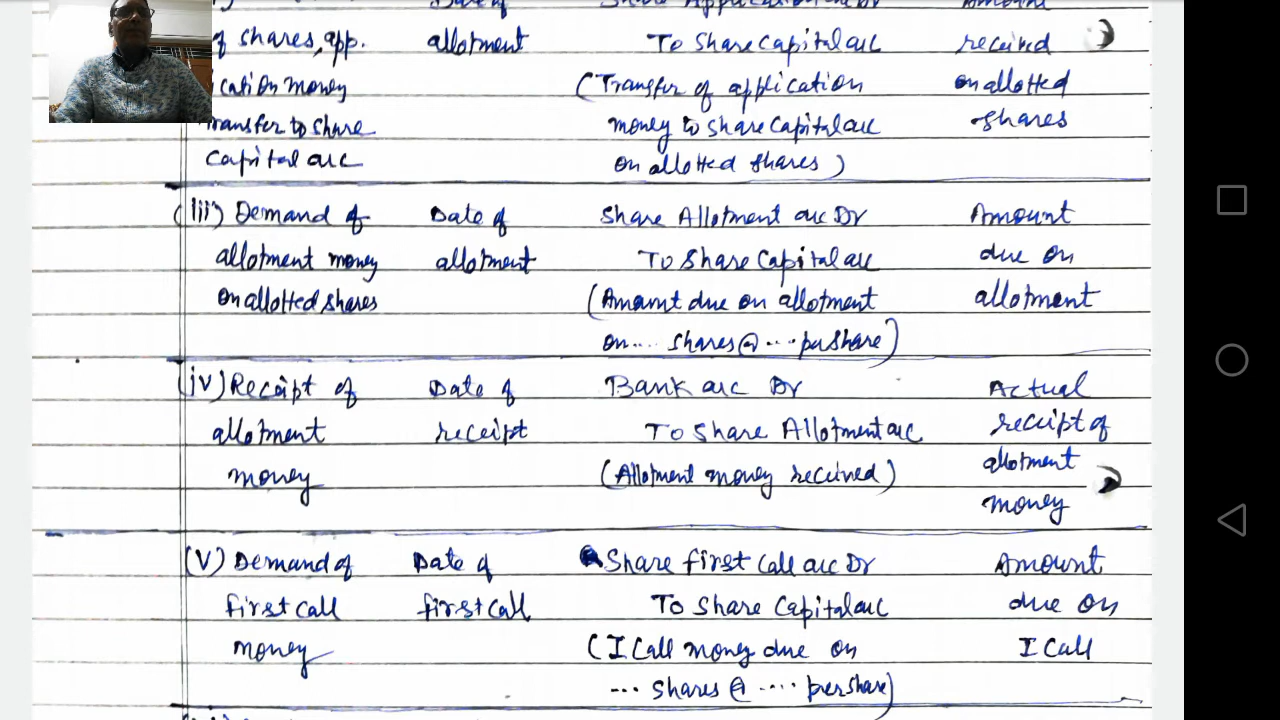 Share Application a/c Dr
Amount
of shares, app. allotment To Share Capital a/c received
ication money (Transfer of application on allotted
Transfer to share money to share Capital a/c shares
Capital a/c on allotted shares)
(iii) Demand of Date of Share Allotment a/c Dr Amount
allotment money allotment To Share Capital a/c due on
on allotted shares (Amount due on allotment allotment
on.... shares @ .... per share)
(iv) Receipt of Date of Bank a/c Dr Actual
allotment receipt To Share Allotment a/c receipt of
money (Allotment money received) allotment
money
(v) Demand of Date of Share first Call a/c Dr Amount
first call first call To Share Capital a/c due on
money (I Call money due on I Call
.... shares @ .... per share)